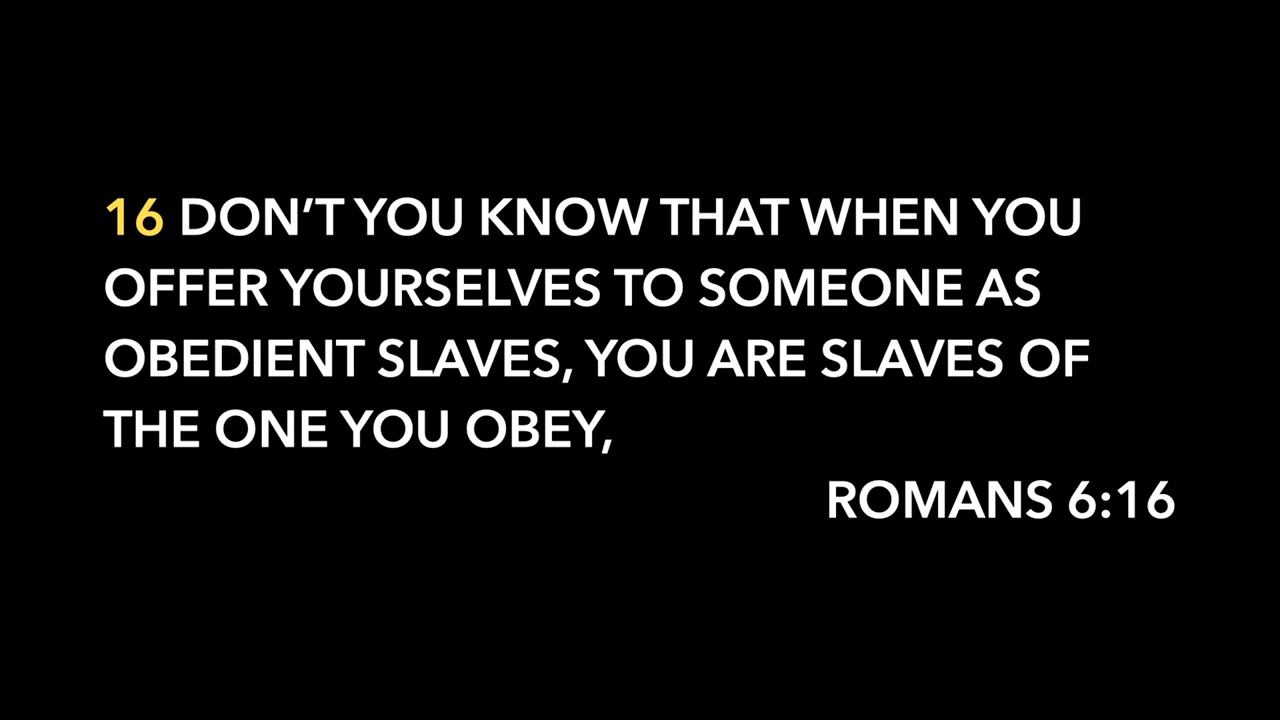 16 DON’T YOU KNOW THAT WHEN YOU
OFFER YOURSELVES TO SOMEONE AS
OBEDIENT SLAVES, YOU ARE SLAVES OF
THE ONE YOU OBEY,
ROMANS 6:16